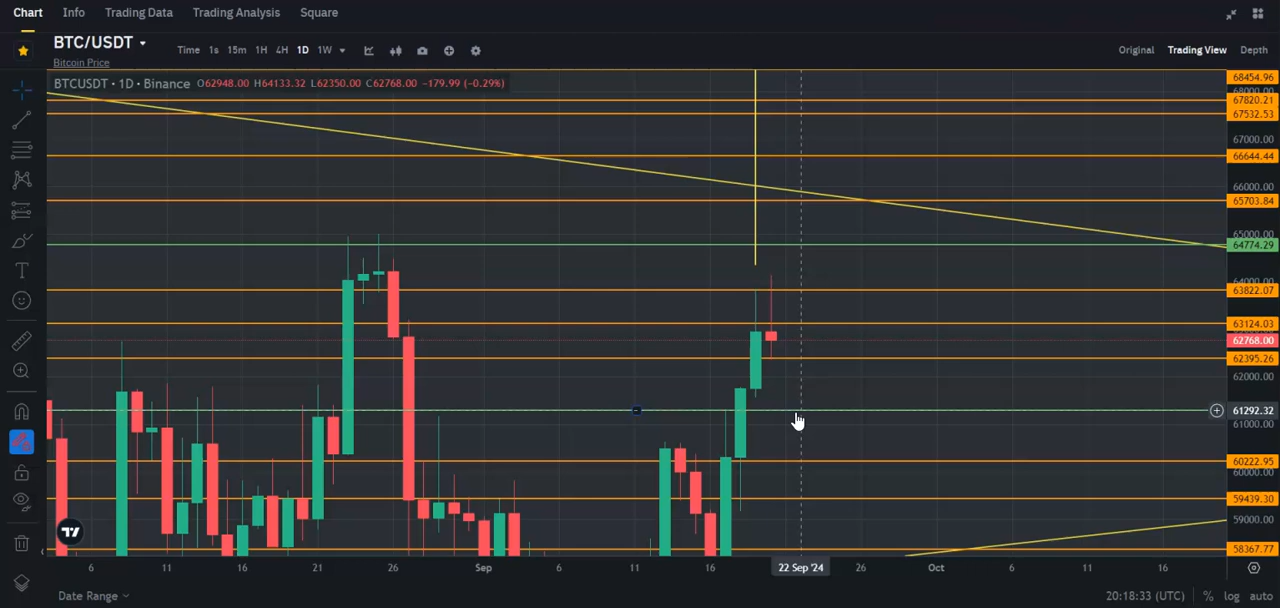 Chart Info Trading Data Trading Analysis Square
BTC/USDT
Bitcoin Price
Time 1s 15m 1H 4H 1D 1W
Original Trading View Depth
BTCUSDT • 1D • Binance O62948.00 H64133.32 L62350.00 C62768.00 −179.99 (−0.29%)
68454.96
68000.00
67820.21
67532.53
67000.00
66644.44
66000.00
65703.84
65000.00
64774.29
64000.00
63822.07
63124.03
62768.00
62395.26
62000.00
61292.32
61000.00
60222.95
60000.00
59439.30
59000.00
58367.77
6 11 16 21 26 Sep 6 11 16 22 Sep '24 26 Oct 6 11 16
Date Range
20:18:33 (UTC) % log auto